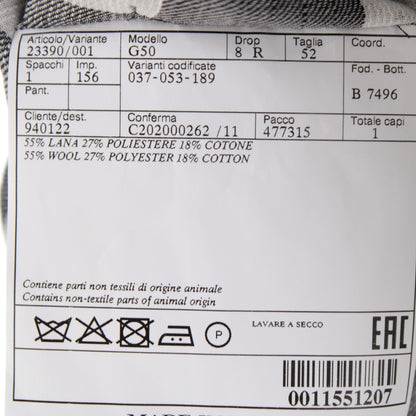 Articolo/Variante Modello Drop Taglia Coord.
23390/001 G50 8 R 52
Spacchi Imp. Varianti codificate Fod. - Bott.
1 156 037-053-189
Pant. B 7496
Cliente/dest. Conferma Pacco Totale capi
940122 C202000262 /11 477315 1
55% LANA 27% POLIESTERE 18% COTONE
55% WOOL 27% POLYESTER 18% COTTON
Contiene parti non tessili di origine animale
Contains non-textile parts of animal origin
P LAVARE A SECCO EAC
0011551207